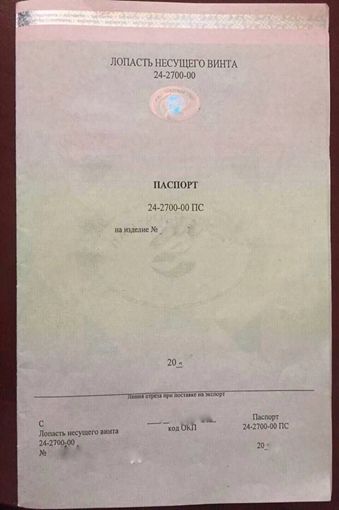 ЛОПАСТЬ НЕСУЩЕГО ВИНТА
24-2700-00
ПАСПОРТ
24-2700-00 ПС
на изделие №
20
Линия отреза при поставке на экспорт
С
Лопасть несущего винта
24-2700-00
№
код ОКП
Паспорт
24-2700-00 ПС
20